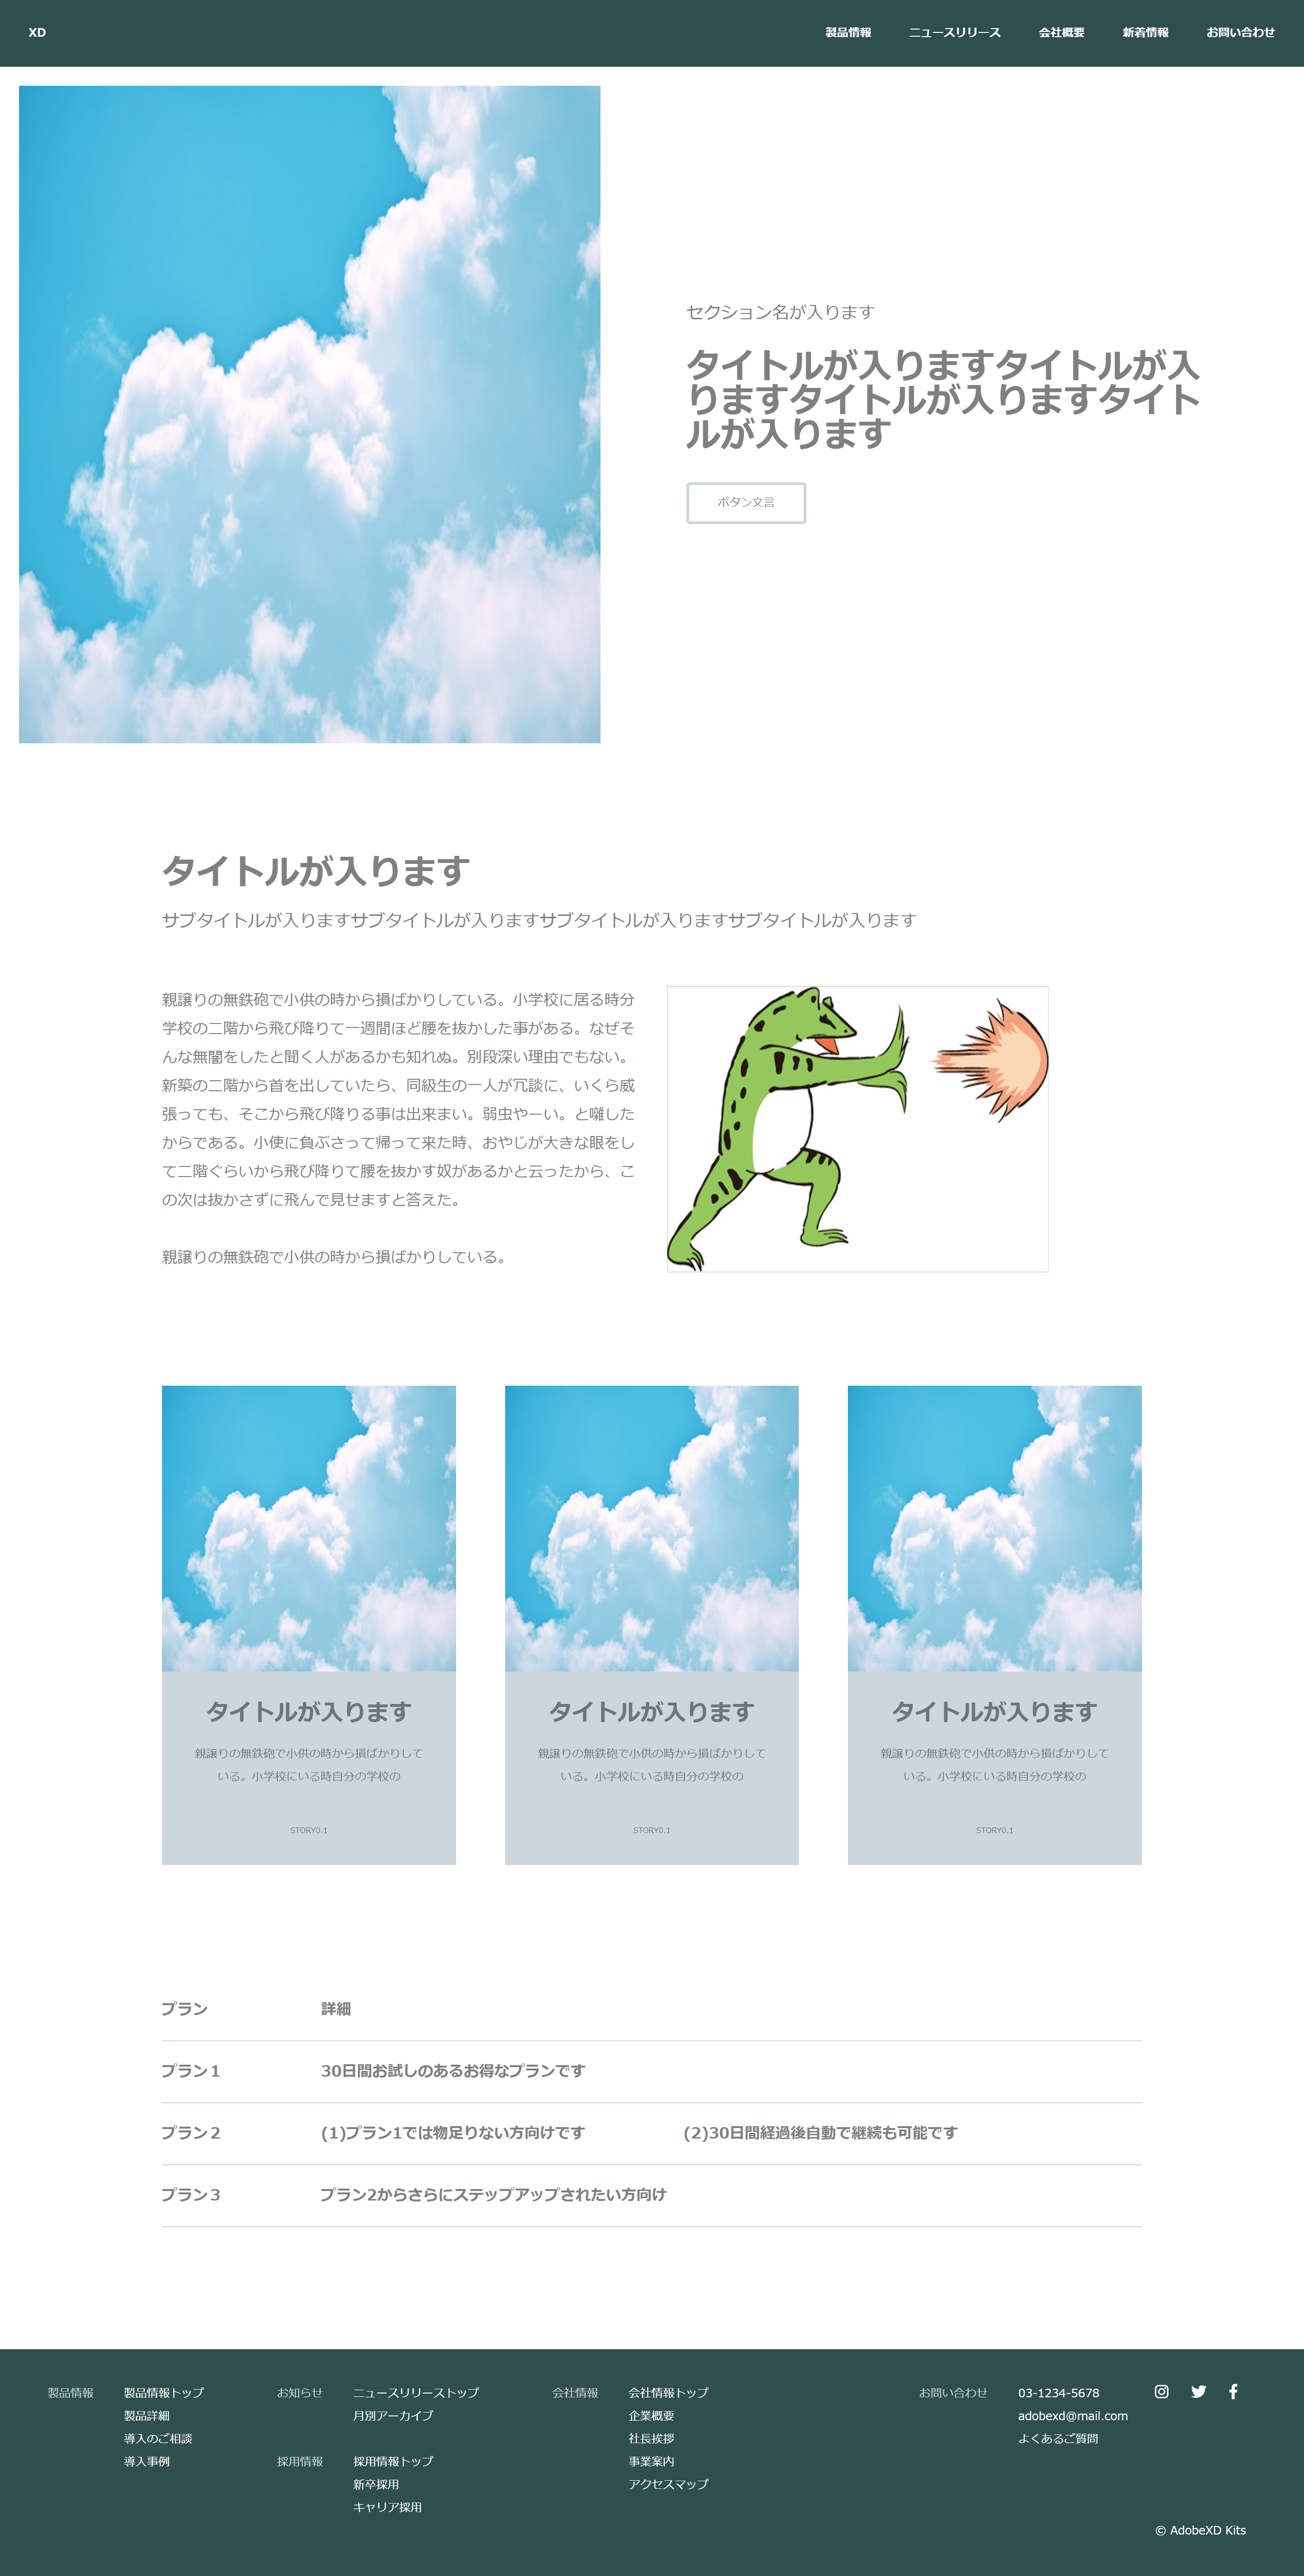 XD
製品情報 ニュースリリース 会社概要 新着情報 お問い合わせ
セクション名が入ります
タイトルが入りますタイトルが入
りますタイトルが入りますタイト
ルが入ります
ボタン文言
タイトルが入ります
サブタイトルが入りますサブタイトルが入りますサブタイトルが入りますサブタイトルが入ります
親譲りの無鉄砲で小供の時から損ばかりしている。小学校に居る時分
学校の二階から飛び降りて一週間ほど腰を抜かした事がある。なぜそ
んな無闇をしたと聞く人があるかも知れぬ。別段深い理由でもない。
新築の二階から首を出していたら、同級生の一人が冗談に、いくら威
張っても、そこから飛び降りる事は出来まい。弱虫やーい。と囃した
からである。小使に負ぶさって帰って来た時、おやじが大きな眼をし
て二階ぐらいから飛び降りて腰を抜かす奴があるかと云ったから、こ
の次は抜かさずに飛んで見せますと答えた。
親譲りの無鉄砲で小供の時から損ばかりしている。
タイトルが入ります
親譲りの無鉄砲で小供の時から損ばかりして
いる。小学校にいる時自分の学校の
STORY0.1
タイトルが入ります
親譲りの無鉄砲で小供の時から損ばかりして
いる。小学校にいる時自分の学校の
STORY0.1
タイトルが入ります
親譲りの無鉄砲で小供の時から損ばかりして
いる。小学校にいる時自分の学校の
STORY0.1
プラン 詳細
プラン１ 30日間お試しのあるお得なプランです
プラン２ (1)プラン1では物足りない方向けです (2)30日間経過後自動で継続も可能です
プラン３ プラン2からさらにステップアップされたい方向け
製品情報
製品情報トップ
製品詳細
導入のご相談
導入事例
お知らせ
ニュースリリーストップ
月別アーカイブ
採用情報
採用情報トップ
新卒採用
キャリア採用
会社情報
会社情報トップ
企業概要
社長挨拶
事業案内
アクセスマップ
お問い合わせ
03-1234-5678
adobexd@mail.com
よくあるご質問
© AdobeXD Kits